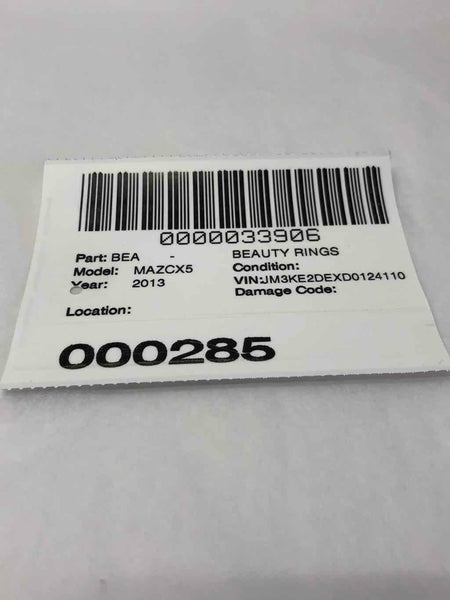 0000033906
Part: BEA - BEAUTY RINGS
Model: MAZCX5 Condition:
Year: 2013 VIN:JM3KE2DEXD0124110
Damage Code:
Location:
000285